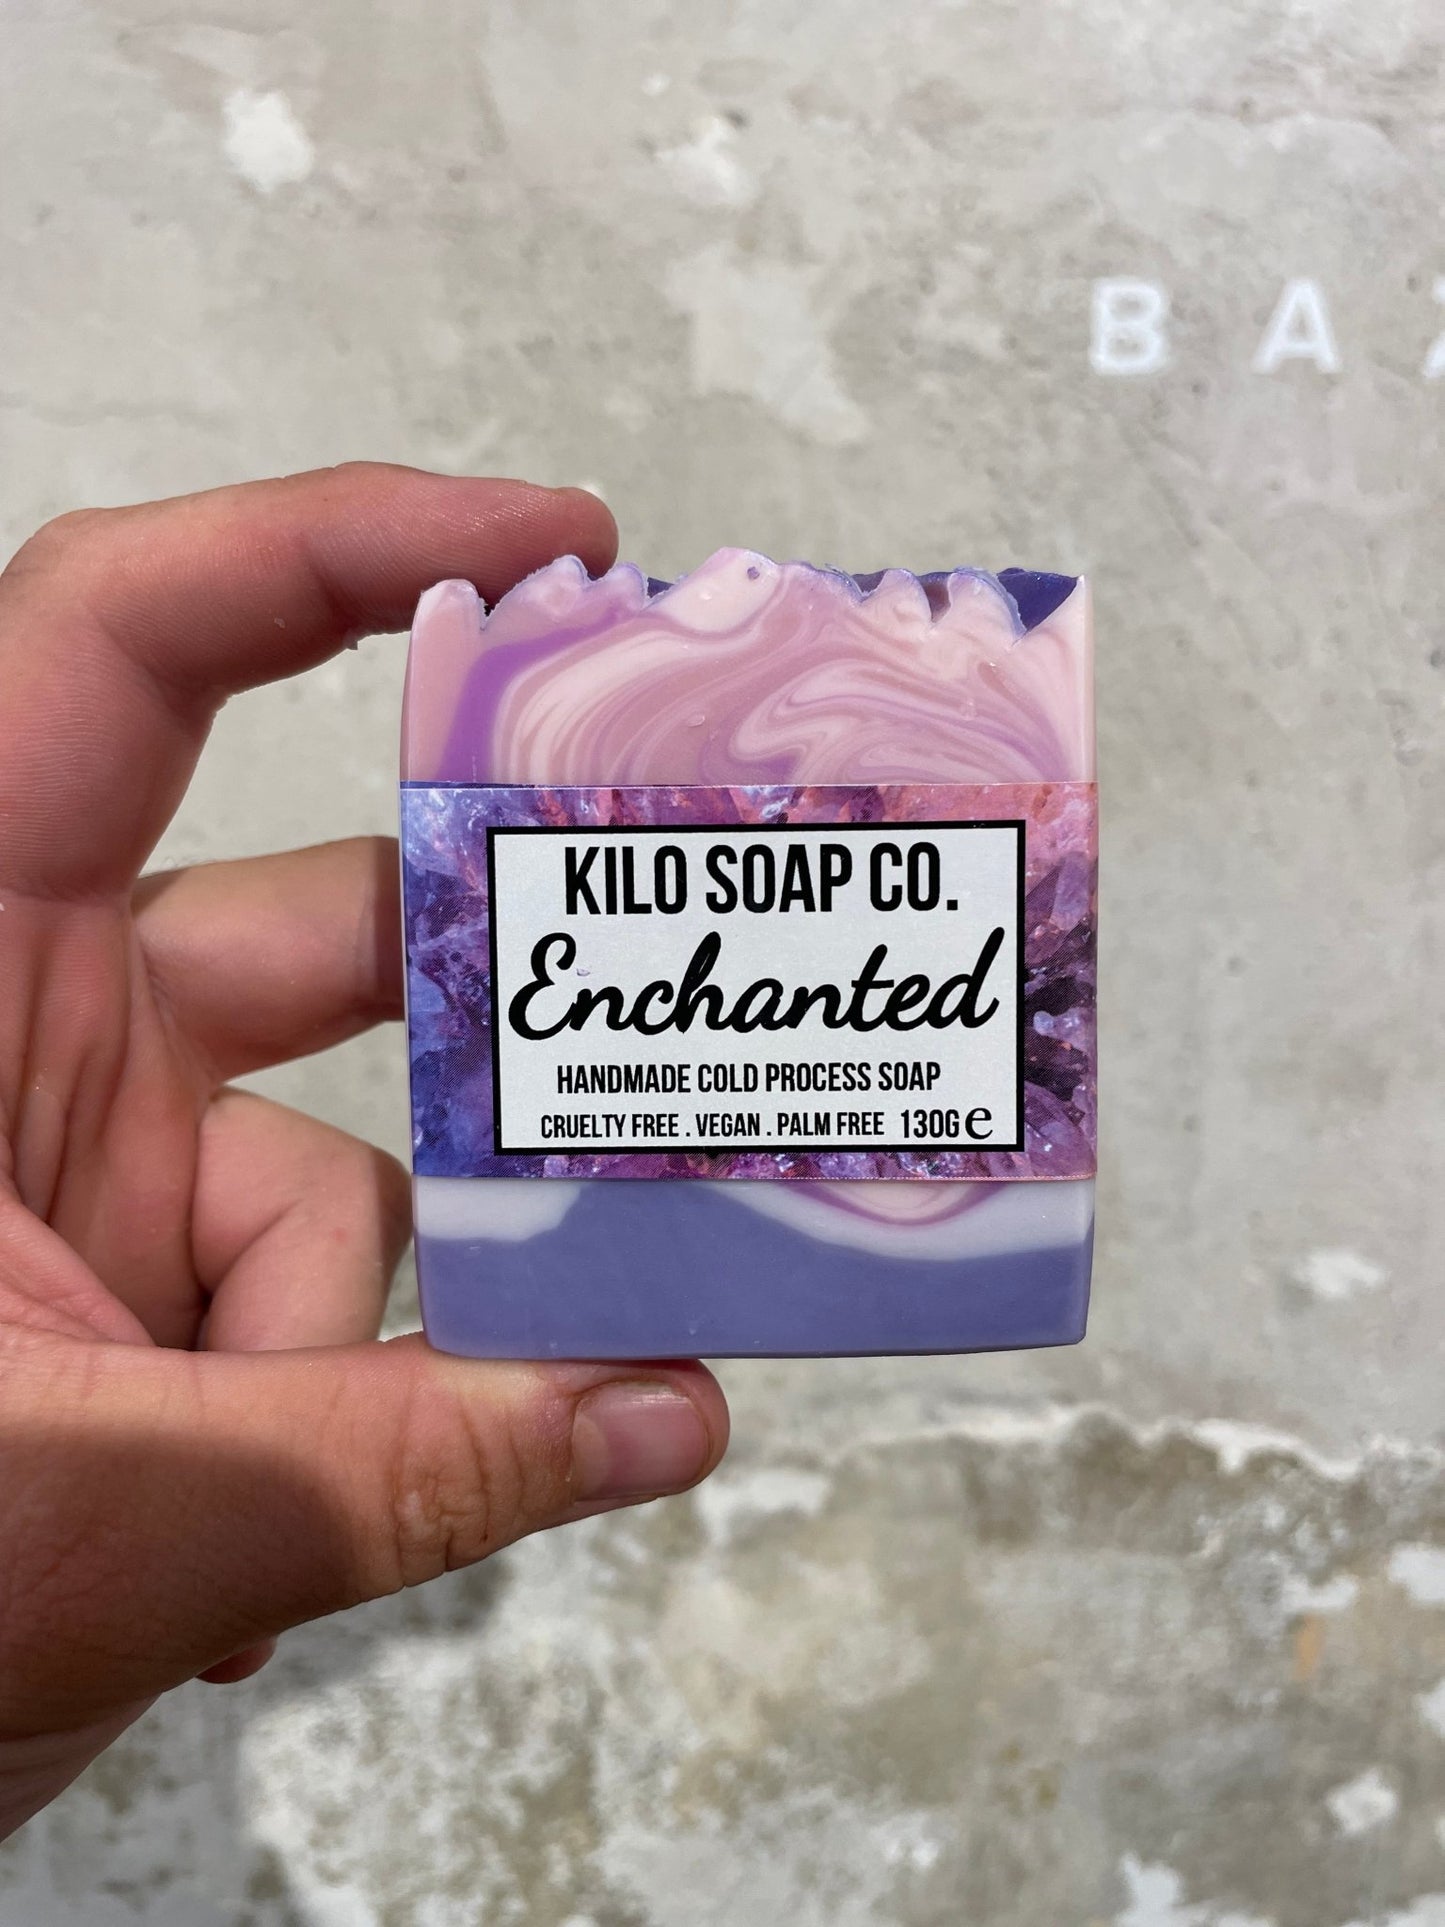 B A
KILO SOAP CO.
Enchanted
HANDMADE COLD PROCESS SOAP
CRUELTY FREE . VEGAN . PALM FREE 130G e